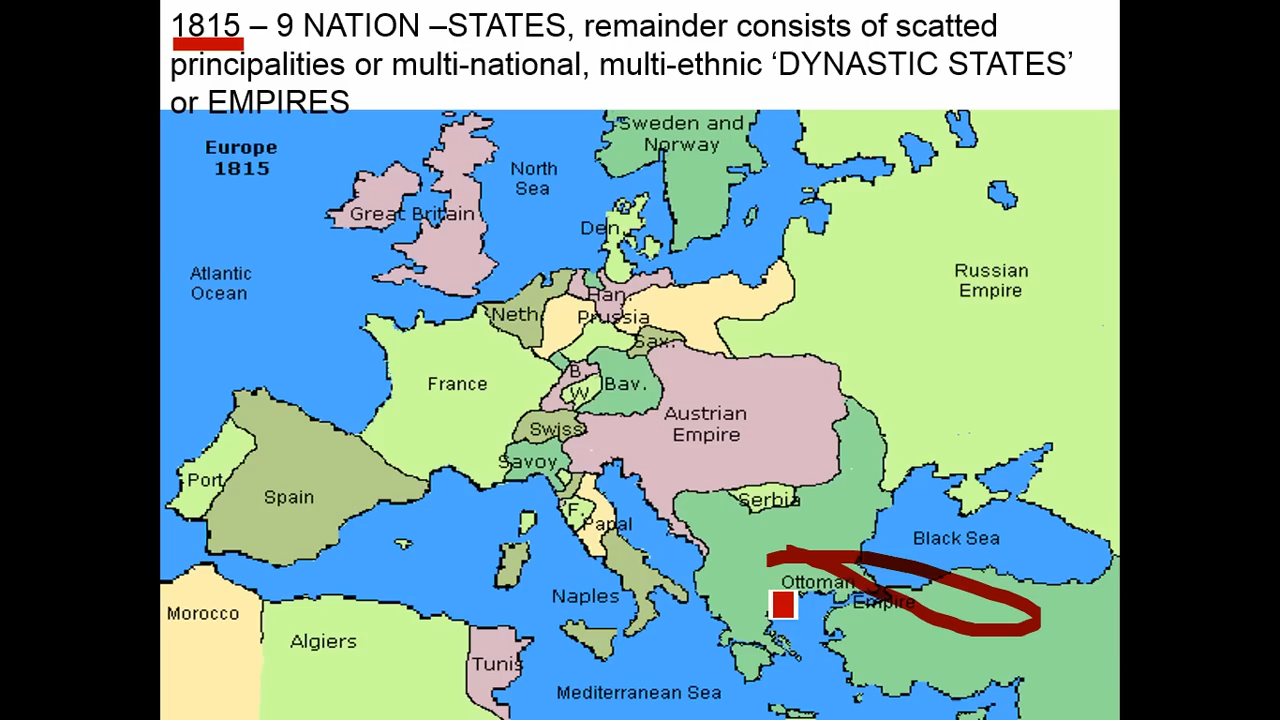 1815 – 9 NATION –STATES, remainder consists of scatted
principalities or multi-national, multi-ethnic ‘DYNASTIC STATES’
or EMPIRES
Europe
1815
Sweden and
Norway
North
Sea
Great Britain
Den.
Atlantic
Ocean
Russian
Empire
Han.
Neth.
Prussia
Sax.
B.
W
Bav.
France
Austrian
Empire
Swiss
Savoy
Port.
Spain
Serbia
F.
Papal
Black Sea
Ottoman
Empire
Naples
Morocco
Algiers
Tunis
Mediterranean Sea